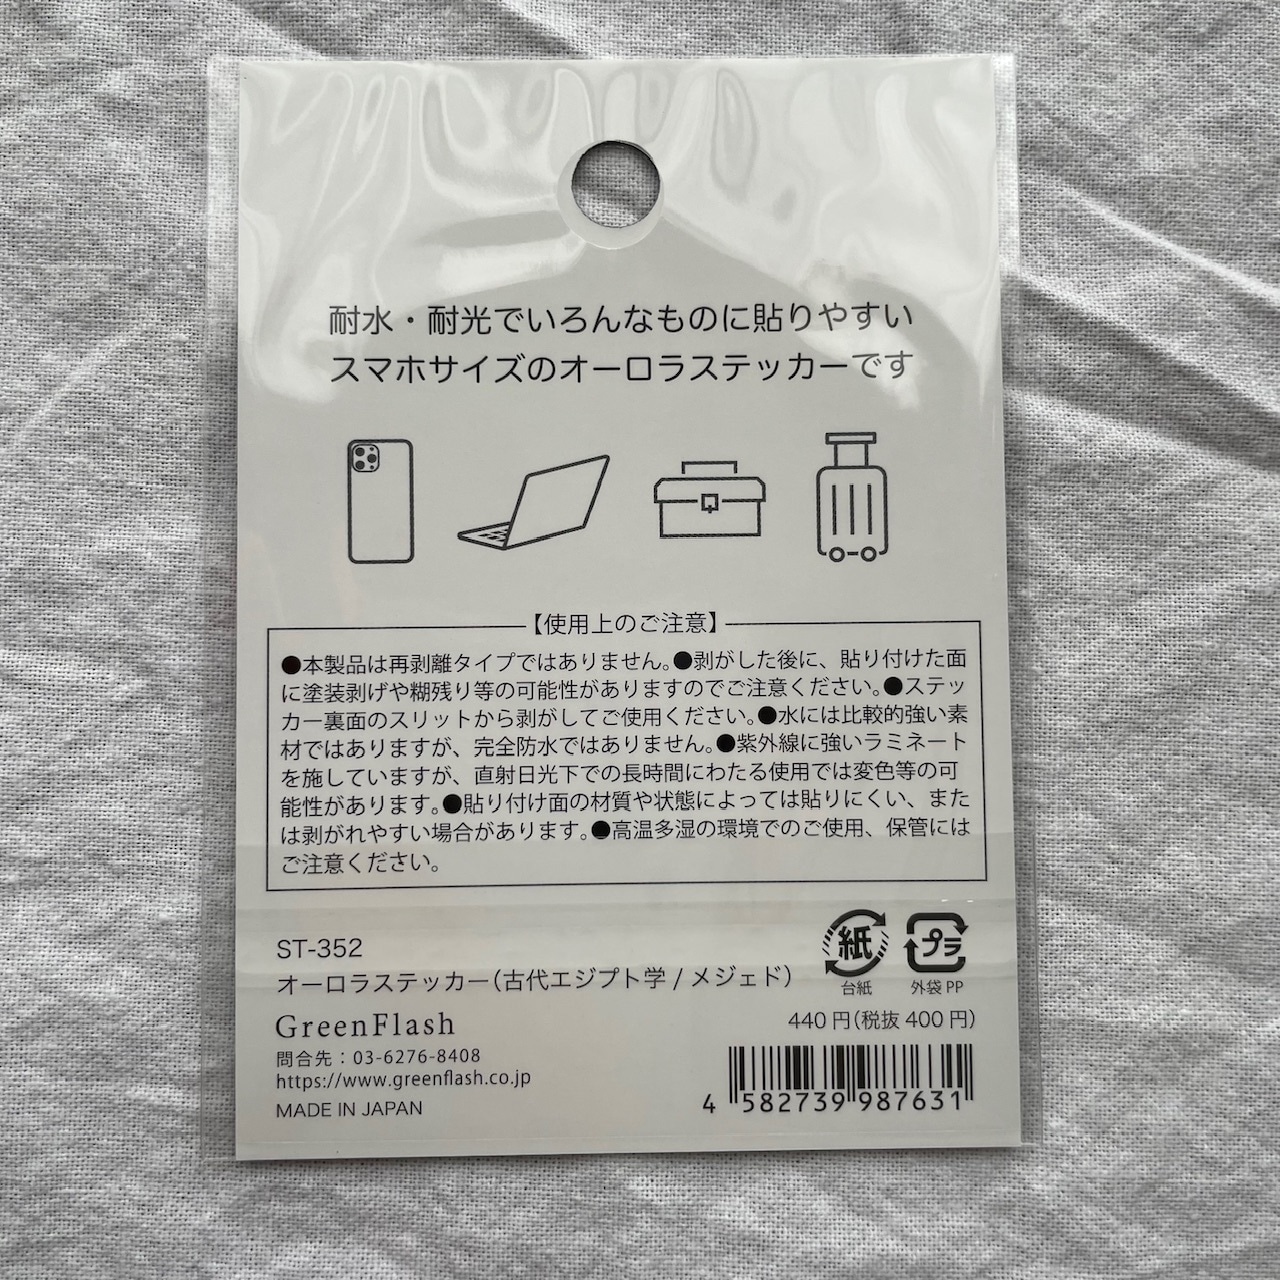 耐水・耐光でいろんなものに貼りやすい
スマホサイズのオーロラステッカーです
【使用上のご注意】
●本製品は再剥離タイプではありません。●剥がした後に、貼り付けた面
に塗装剥げや糊残り等の可能性がありますのでご注意ください。●ステッ
カー裏面のスリットから剥がしてご使用ください。●水には比較的強い素
材ではありますが、完全防水ではありません。●紫外線に強いラミネート
を施していますが、直射日光下での長時間にわたる使用では変色等の可
能性があります。●貼り付け面の材質や状態によっては貼りにくい、また
は剥がれやすい場合があります。●高温多湿の環境でのご使用、保管には
ご注意ください。
ST-352
オーロラステッカー(古代エジプト学 / メジェド)
GreenFlash
問合先：03-6276-8408
https://www.greenflash.co.jp
MADE IN JAPAN
紙
台紙
プラ
外袋 PP
440 円(税抜 400 円)
4 582739 987631